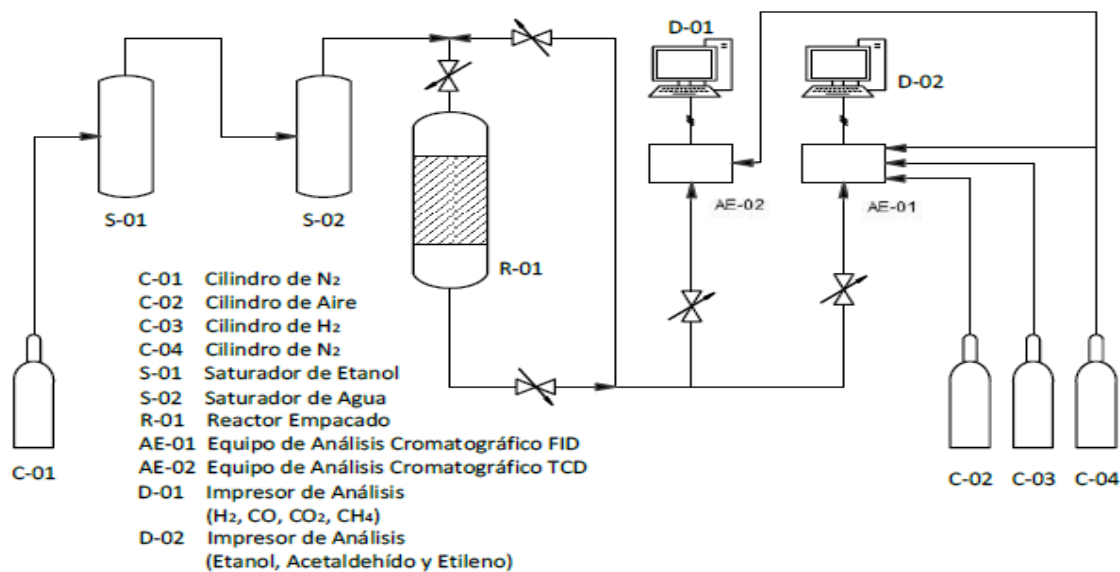 D-01
D-02
S-01
S-02
R-01
AE-02
AE-01
C-01 Cilindro de N₂
C-02 Cilindro de Aire
C-03 Cilindro de H₂
C-04 Cilindro de N₂
S-01 Saturador de Etanol
S-02 Saturador de Agua
R-01 Reactor Empacado
AE-01 Equipo de Análisis Cromatográfico FID
AE-02 Equipo de Análisis Cromatográfico TCD
D-01 Impresor de Análisis
(H₂, CO, CO₂, CH₄)
D-02 Impresor de Análisis
(Etanol, Acetaldehído y Etileno)
C-01
C-02
C-03
C-04